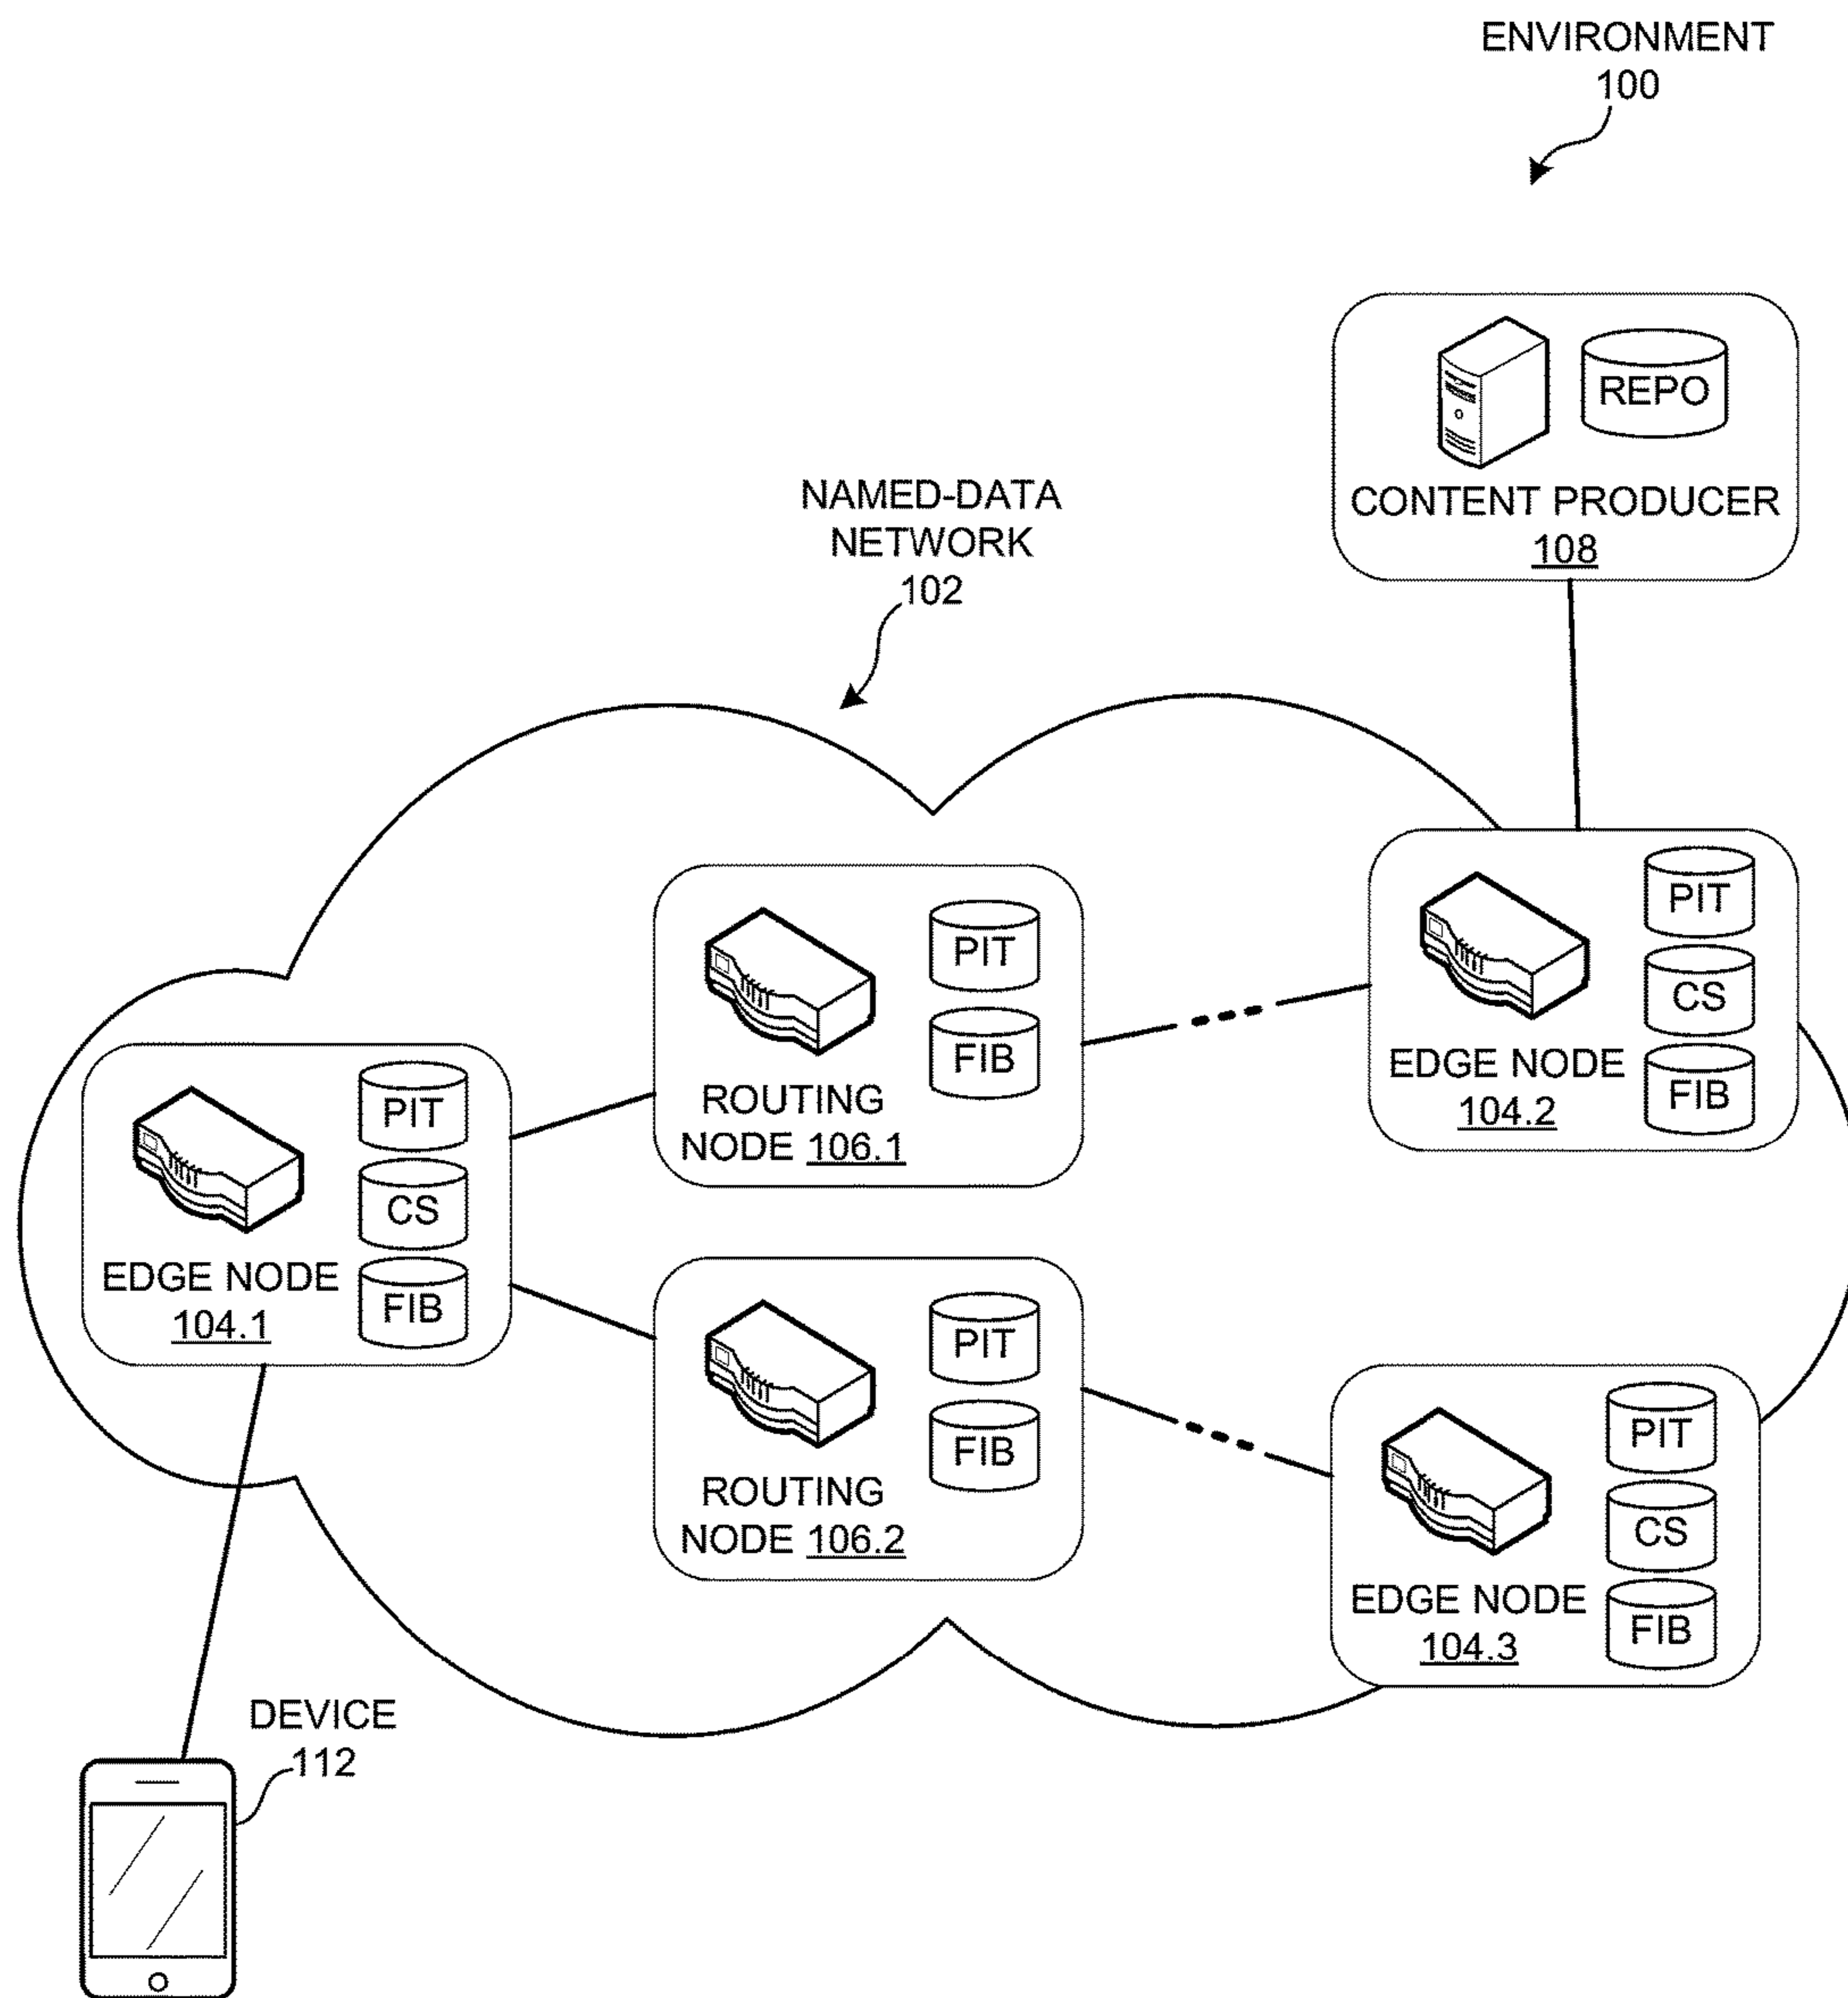 ENVIRONMENT
100
REPO
CONTENT PRODUCER
108
NAMED-DATA
NETWORK
102
PIT
CS
FIB
EDGE NODE
104.2
PIT
FIB
ROUTING
NODE 106.1
PIT
CS
FIB
EDGE NODE
104.1
PIT
FIB
ROUTING
NODE 106.2
PIT
CS
FIB
EDGE NODE
104.3
DEVICE
112